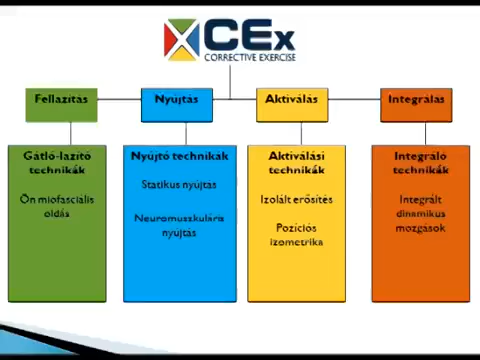 CEx
CORRECTIVE EXERCISE
Fellazítás
Nyújtás
Aktiválás
Integrálás
Gátló-lazító
technikák
Ön miofasciális
oldás
Nyújtó technikák
Statikus nyújtás
Neuromuszkuláris
nyújtás
Aktiválási
technikák
Izolált erősítés
Pozíciós
izometrika
Integráló
technikák
Integrált
dinamikus
mozgások